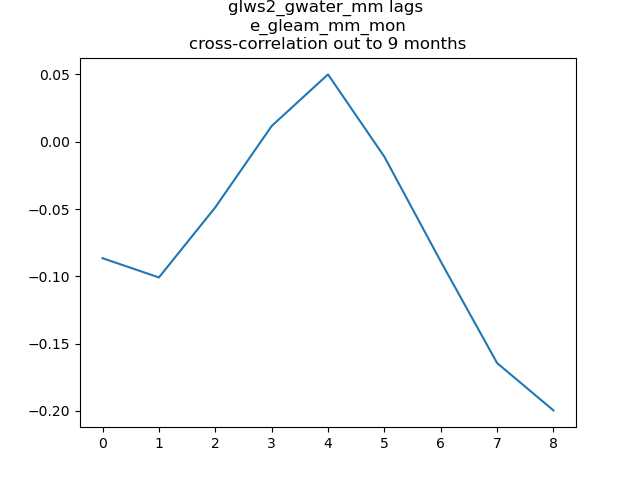 glws2_gwater_mm lags
e_gleam_mm_mon
cross-correlation out to 9 months
0.05
0.00
−0.05
−0.10
−0.15
−0.20
0 1 2 3 4 5 6 7 8